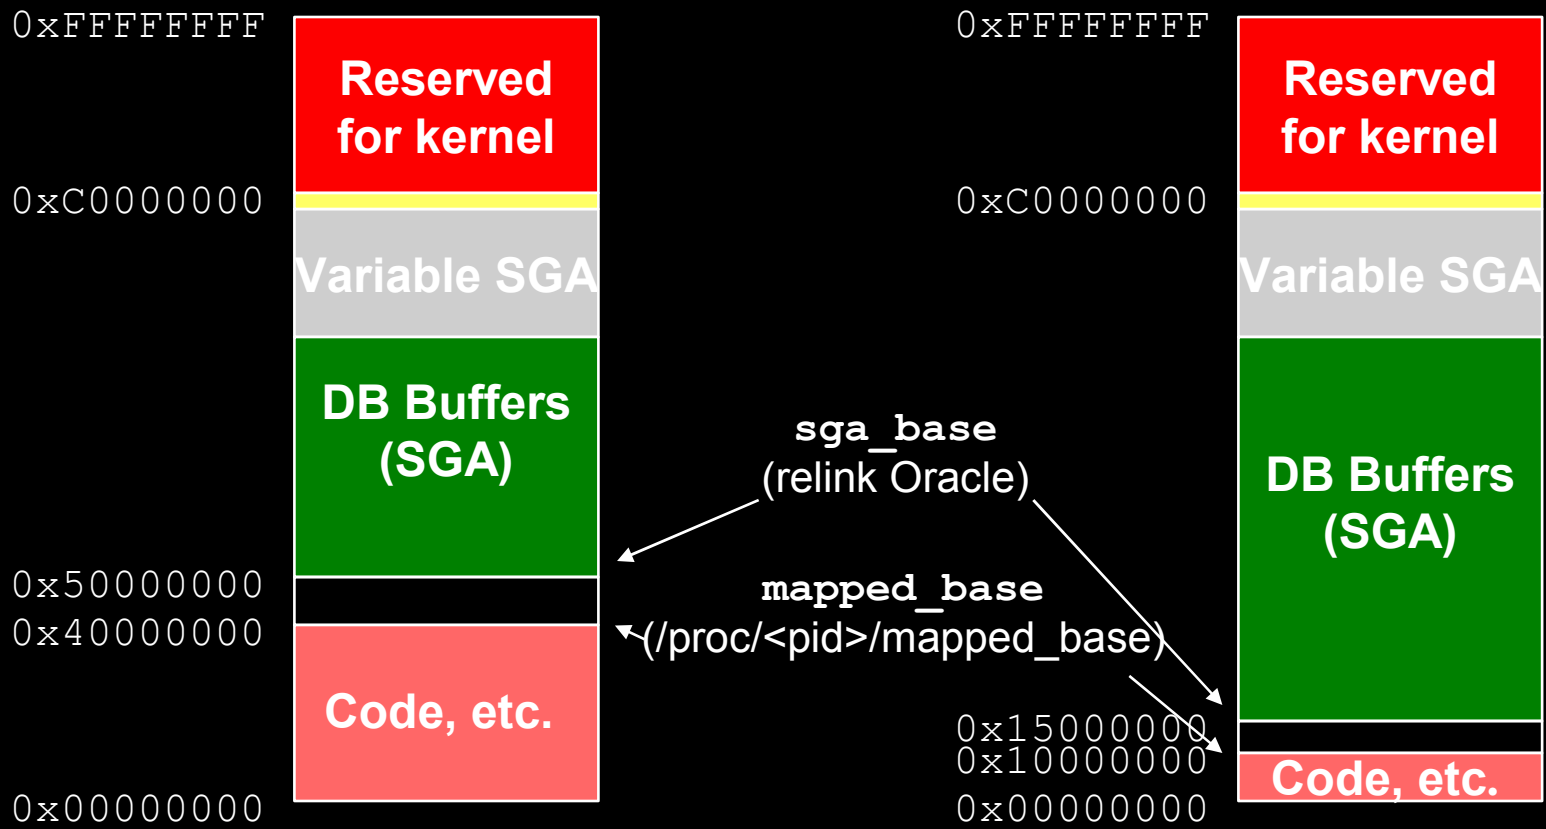 0xFFFFFFFF
Reserved
for kernel
0xC0000000
Variable SGA
DB Buffers
(SGA)
0x50000000
0x40000000
Code, etc.
0x00000000
sga_base
(relink Oracle)
mapped_base
(/proc/<pid>/mapped_base)
0xFFFFFFFF
Reserved
for kernel
0xC0000000
Variable SGA
DB Buffers
(SGA)
0x15000000
0x10000000
Code, etc.
0x00000000